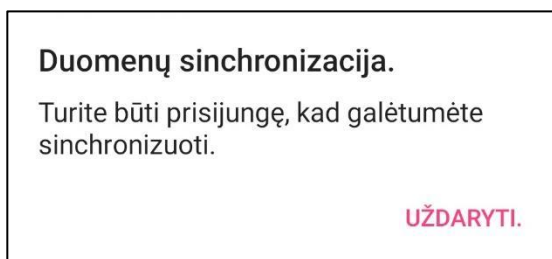 Duomenų sinchronizacija.
Turite būti prisijungę, kad galėtumėte
sinchronizuoti.
UŽDARYTI.